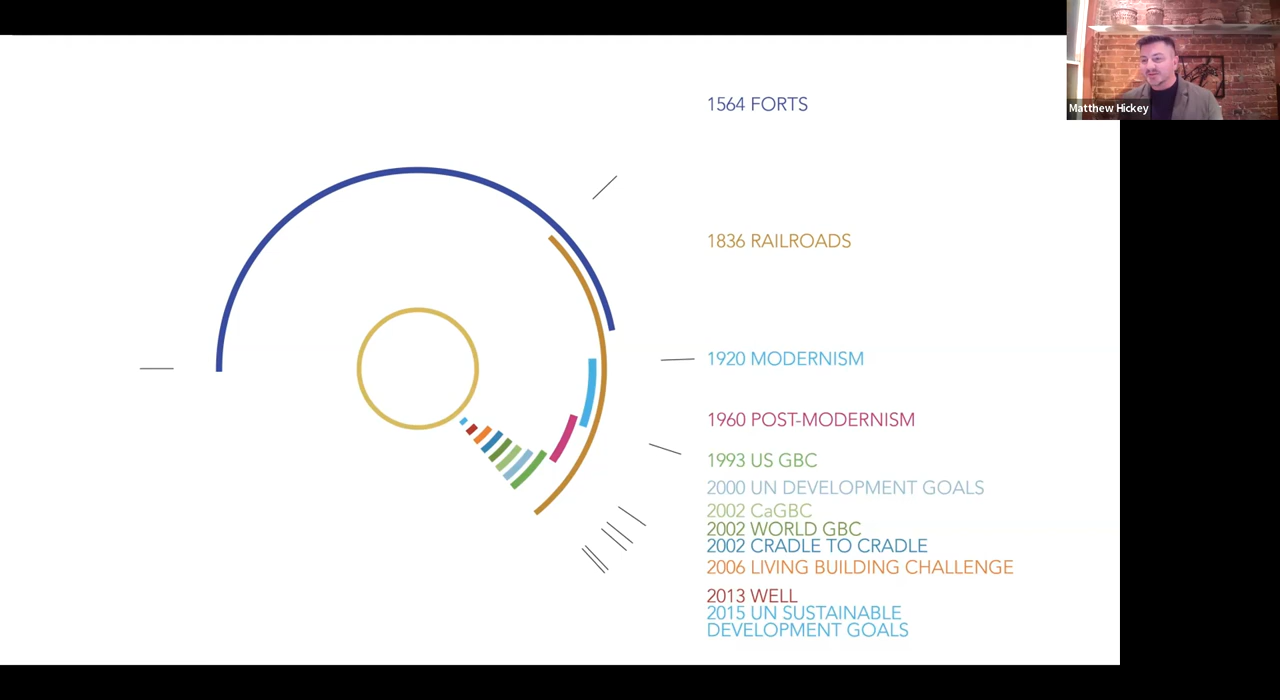 Matthew Hickey
1564 FORTS
1836 RAILROADS
1920 MODERNISM
1960 POST-MODERNISM
1993 US GBC
2000 UN DEVELOPMENT GOALS
2002 CaGBC
2002 WORLD GBC
2002 CRADLE TO CRADLE
2006 LIVING BUILDING CHALLENGE
2013 WELL
2015 UN SUSTAINABLE
DEVELOPMENT GOALS